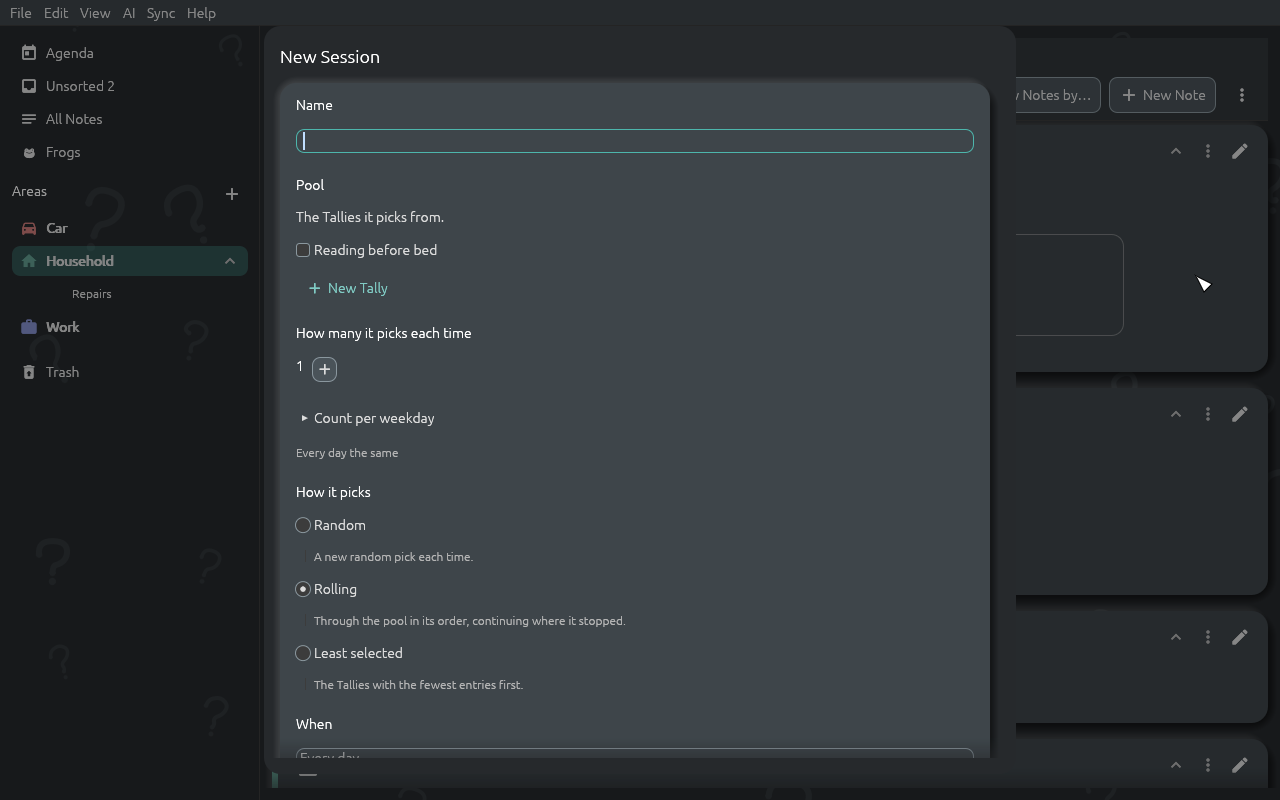 File Edit View AI Sync Help
Agenda
Unsorted 2
All Notes
Frogs
Areas
Car
Household
Repairs
Work
Trash
New Session
Name
Pool
The Tallies it picks from.
Reading before bed
New Tally
How many it picks each time
1
Count per weekday
Every day the same
How it picks
Random
A new random pick each time.
Rolling
Through the pool in its order, continuing where it stopped.
Least selected
The Tallies with the fewest entries first.
When
Every day
Notes by…
New Note